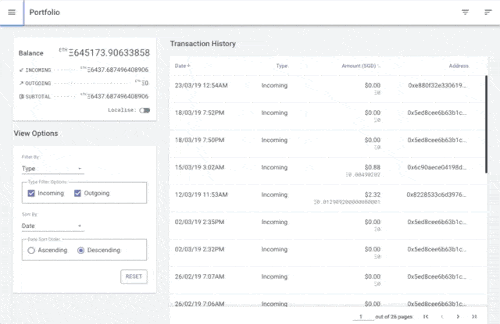 Portfolio
Balance ETH Ξ645173.90633858
INCOMING ETH Ξ6437.687496408906
OUTGOING ETH Ξ0
SUBTOTAL ETH Ξ6437.687496408906
Localise:
View Options
Filter By
Type
Type Filter Options
Incoming Outgoing
Sort By
Date
Date Sort Order
Ascending Descending
RESET
Transaction History
Date Type Amount (SGD) Address
23/03/19 12:54AM Incoming $0.00 0xe880f32e330619...
Ξ0
18/03/19 7:52PM Incoming $0.00 0x5ed8cee6b63b1c...
Ξ0
18/03/19 7:50PM Incoming $0.00 0x5ed8cee6b63b1c...
Ξ0
15/03/19 3:02AM Incoming $0.88 0x6c90aece04198d...
12/03/19 11:53AM Incoming $2.32 0x8228533c6d3976...
02/03/19 2:35PM Incoming $0.00 0x5ed8cee6b63b1c...
Ξ0
02/03/19 2:32PM Incoming $0.00 0x5ed8cee6b63b1c...
Ξ0
26/02/19 7:07AM Incoming $0.00 0x5ed8cee6b63b1c...
Ξ0
26/02/19 7:06AM Incoming $0.00 0x5ed8cee6b63b1c...
1 out of 26 pages